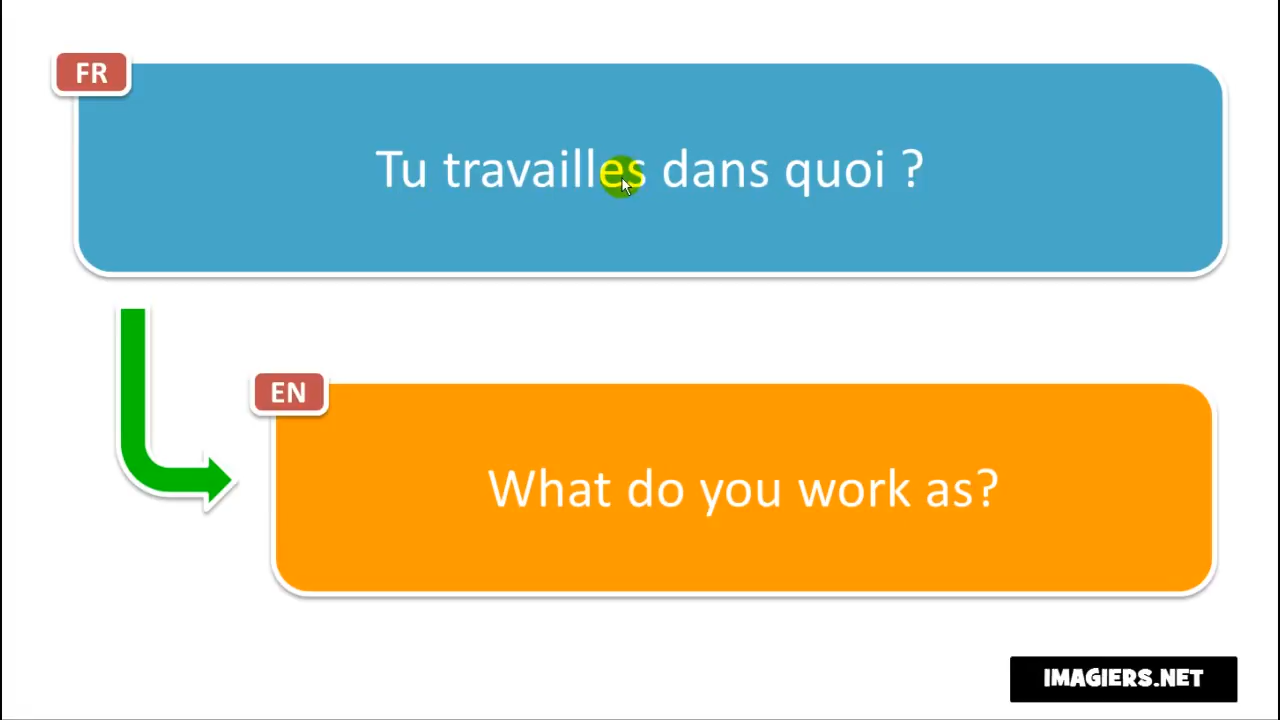 FR
Tu travailles dans quoi ?
EN
What do you work as?
IMAGIERS.NET